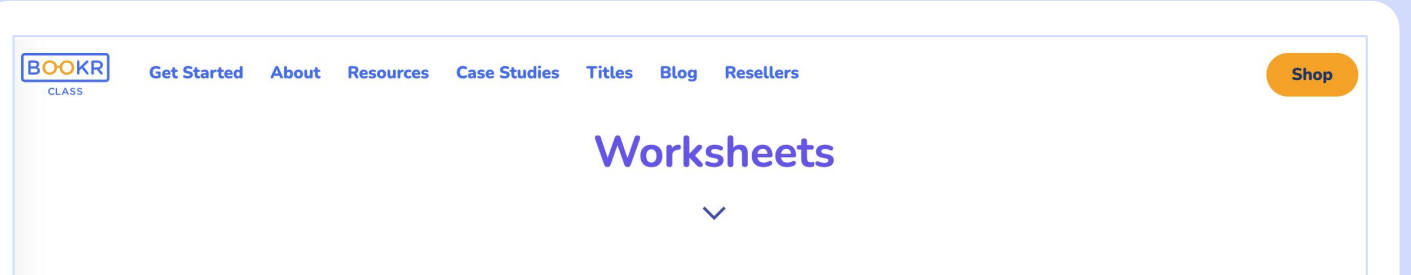 BOOKR
CLASS
Get Started About Resources Case Studies Titles Blog Resellers
Shop
Worksheets